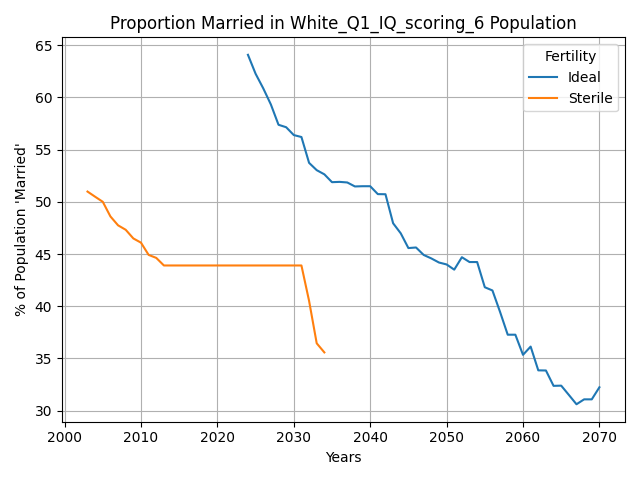 Proportion Married in White_Q1_IQ_scoring_6 Population
% of Population 'Married'
65
60
55
50
45
40
35
30
Fertility
Ideal
Sterile
2000 2010 2020 2030 2040 2050 2060 2070
Years